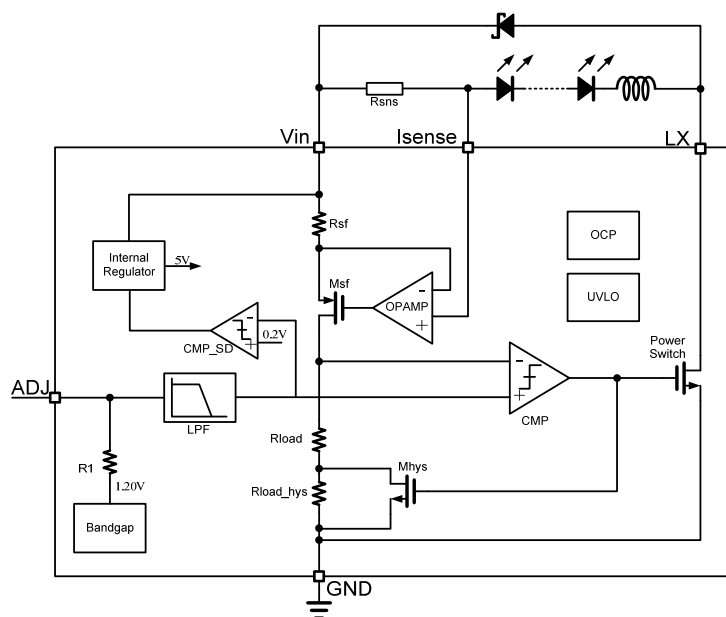 Rsns
Vin
Isense
LX
Rsf
OCP
Internal
Regulator
5V
Msf
OPAMP
-
+
UVLO
CMP_SD
-
+
0.2V
Power
Switch
-
+
CMP
ADJ
LPF
R1
1.20V
Bandgap
Rload
Rload_hys
Mhys
GND